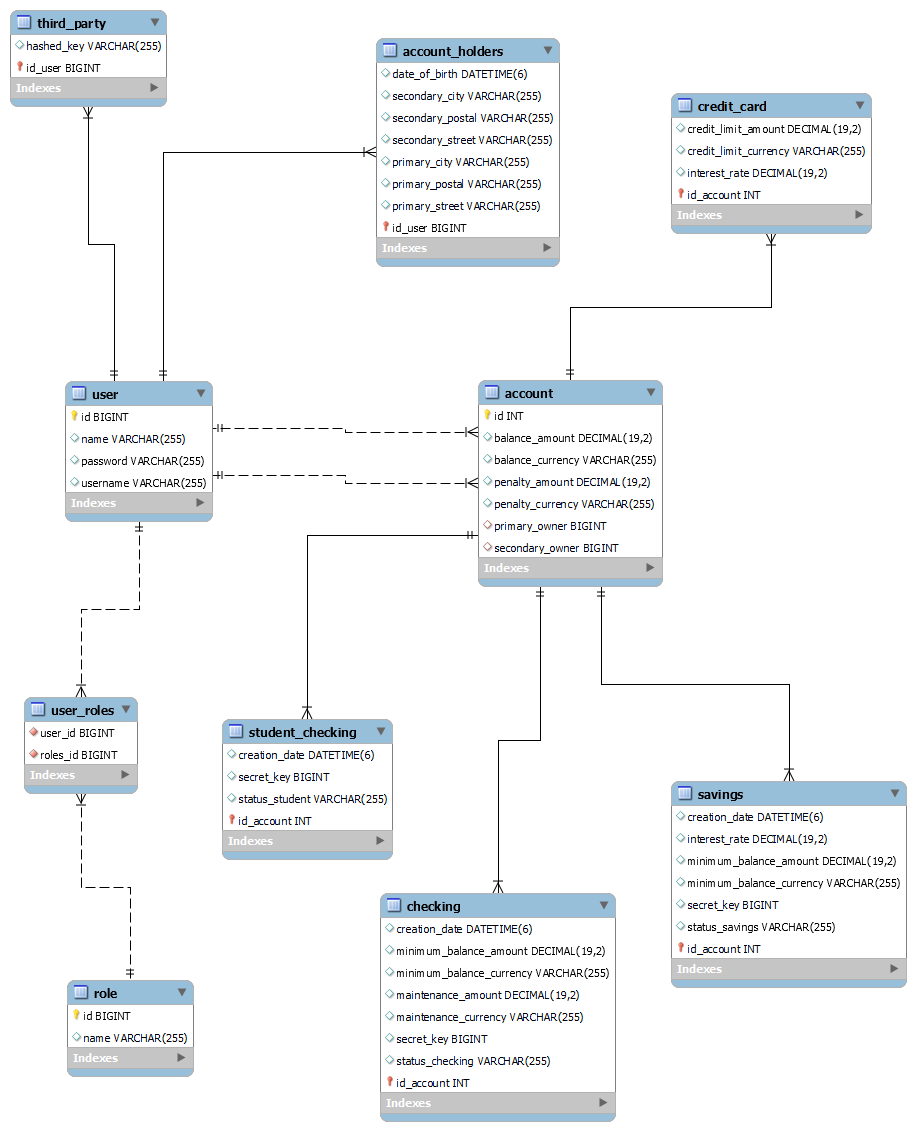 third_party
hashed_key VARCHAR(255)
id_user BIGINT
Indexes
account_holders
date_of_birth DATETIME(6)
secondary_city VARCHAR(255)
secondary_postal VARCHAR(255)
secondary_street VARCHAR(255)
primary_city VARCHAR(255)
primary_postal VARCHAR(255)
primary_street VARCHAR(255)
id_user BIGINT
Indexes
credit_card
credit_limit_amount DECIMAL(19,2)
credit_limit_currency VARCHAR(255)
interest_rate DECIMAL(19,2)
id_account INT
Indexes
user
id BIGINT
name VARCHAR(255)
password VARCHAR(255)
username VARCHAR(255)
Indexes
account
id INT
balance_amount DECIMAL(19,2)
balance_currency VARCHAR(255)
penalty_amount DECIMAL(19,2)
penalty_currency VARCHAR(255)
primary_owner BIGINT
secondary_owner BIGINT
Indexes
user_roles
user_id BIGINT
roles_id BIGINT
Indexes
student_checking
creation_date DATETIME(6)
secret_key BIGINT
status_student VARCHAR(255)
id_account INT
Indexes
savings
creation_date DATETIME(6)
interest_rate DECIMAL(19,2)
minimum_balance_amount DECIMAL(19,2)
minimum_balance_currency VARCHAR(255)
secret_key BIGINT
status_savings VARCHAR(255)
id_account INT
Indexes
checking
creation_date DATETIME(6)
minimum_balance_amount DECIMAL(19,2)
minimum_balance_currency VARCHAR(255)
maintenance_amount DECIMAL(19,2)
maintenance_currency VARCHAR(255)
secret_key BIGINT
status_checking VARCHAR(255)
id_account INT
Indexes
role
id BIGINT
name VARCHAR(255)
Indexes